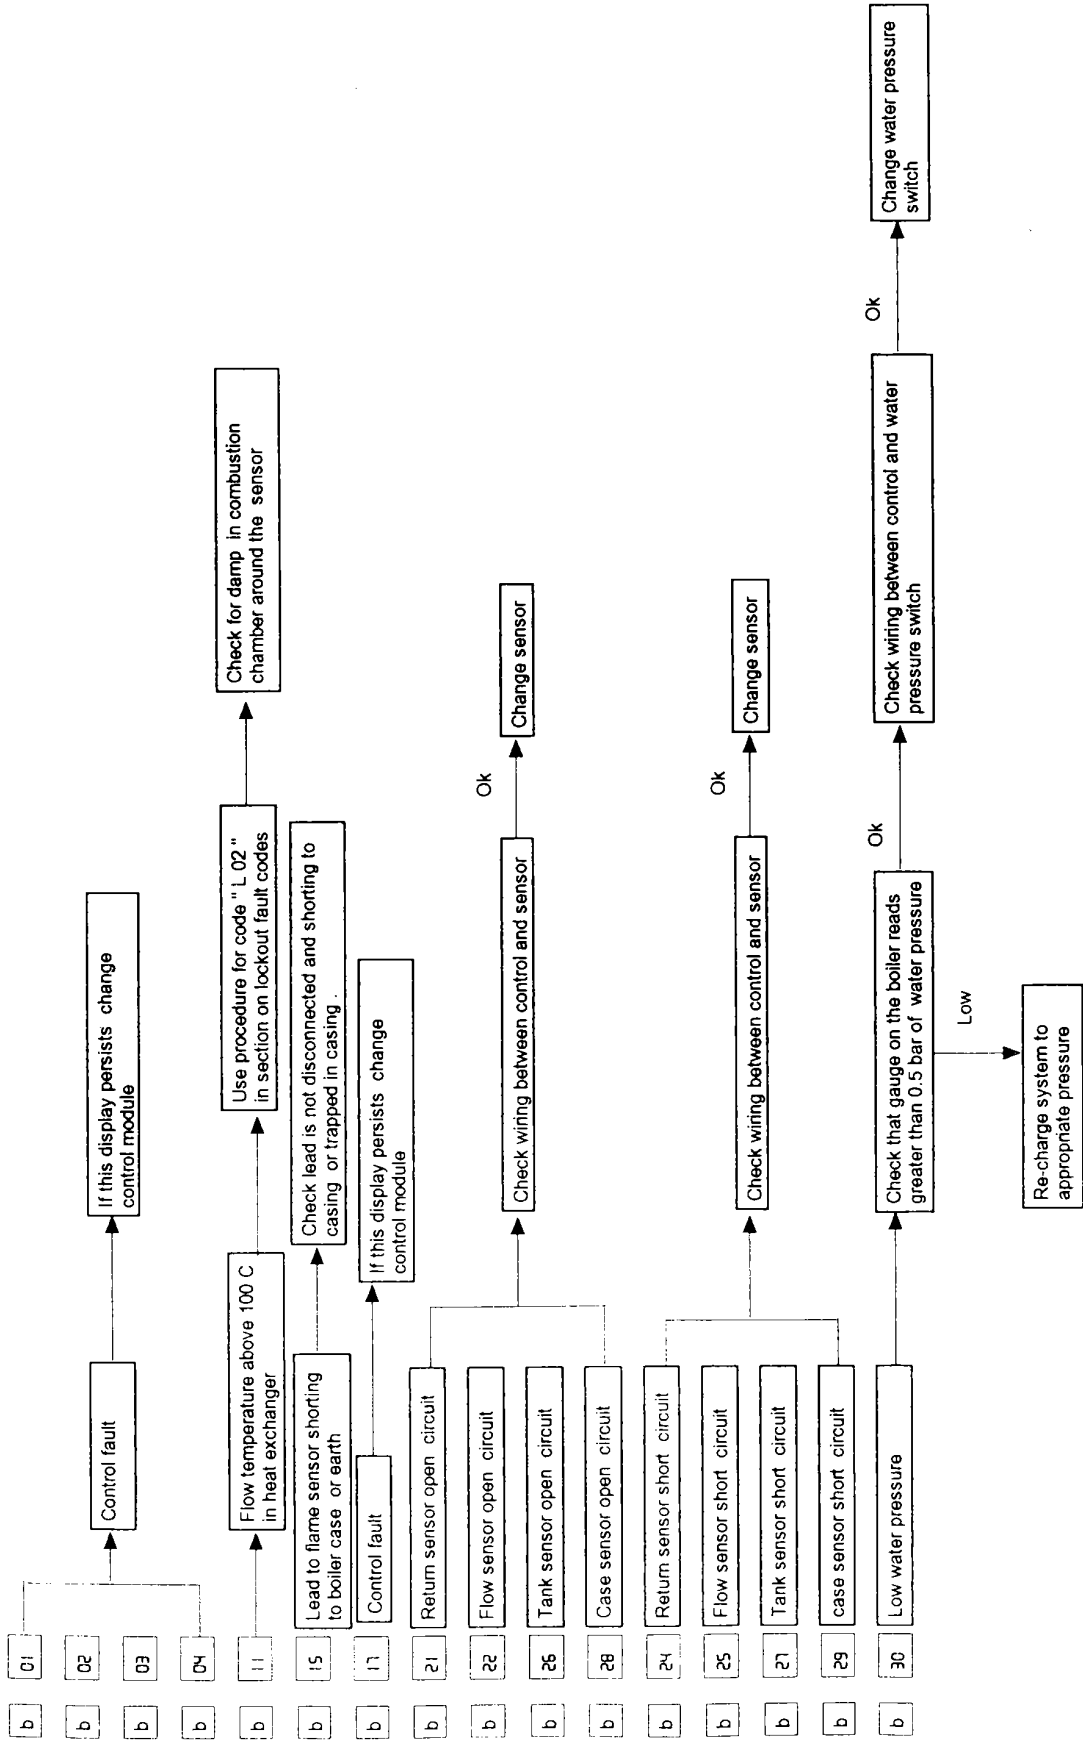 b 01
b 02
b 03
b 04
Control fault
If this display persists change
control module
b 11
Flow temperature above 100 C
in heat exchanger
Use procedure for code " L 02 "
in section on lockout fault codes
Check for damp in combustion
chamber around the sensor
b 15
Lead to flame sensor shorting
to boiler case or earth
Check lead is not disconnected and shorting to
casing or trapped in casing .
b 17
Control fault
If this display persists change
control module
b 21
Return sensor open circuit
b 22
Flow sensor open circuit
b 26
Tank sensor open circuit
b 28
Case sensor open circuit
Check wiring between control and sensor
Ok
Change sensor
b 24
Return sensor short circuit
b 25
Flow sensor short circuit
b 27
Tank sensor short circuit
b 29
case sensor short circuit
Check wiring between control and sensor
Ok
Change sensor
b 30
Low water pressure
Check that gauge on the boiler reads
greater than 0.5 bar of water pressure
Ok
Check wiring between control and water
pressure switch
Ok
Change water pressure
switch
Low
Re-charge system to
appropriate pressure